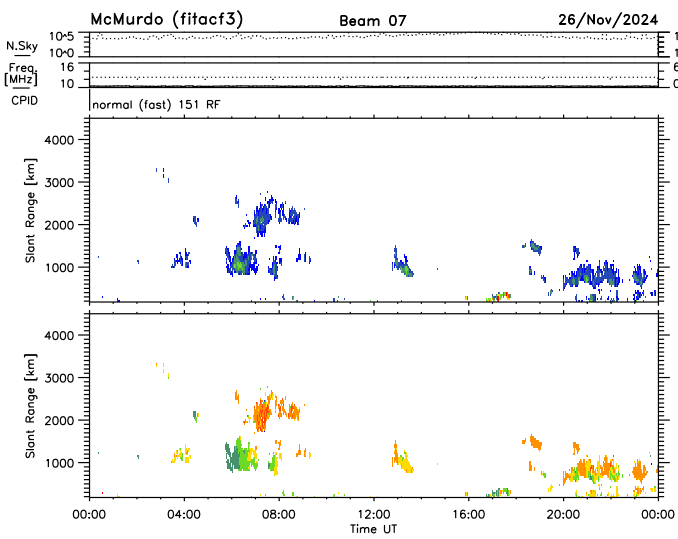 McMurdo (fitacf3) Beam 07 26/Nov/2024
N.Sky 10^5 10^0
Freq. [MHz] 16 10
CPID normal (fast) 151 RF
Slant Range [km] 4000 3000 2000 1000
Slant Range [km] 4000 3000 2000 1000
00:00 04:00 08:00 12:00 16:00 20:00 00:00
Time UT